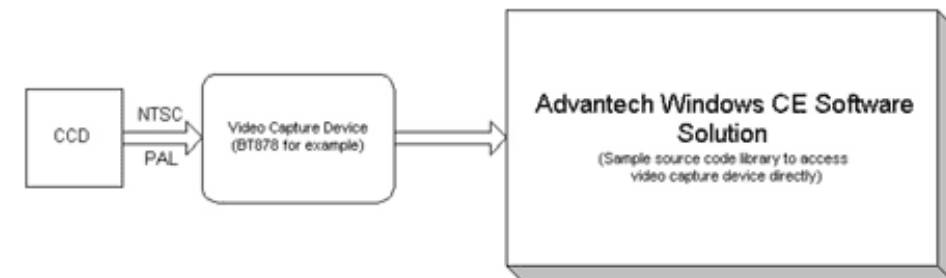 CCD
NTSC
PAL
Video Capture Device
(BT878 for example)
Advantech Windows CE Software
Solution
(Sample source code library to access
video capture device directly)